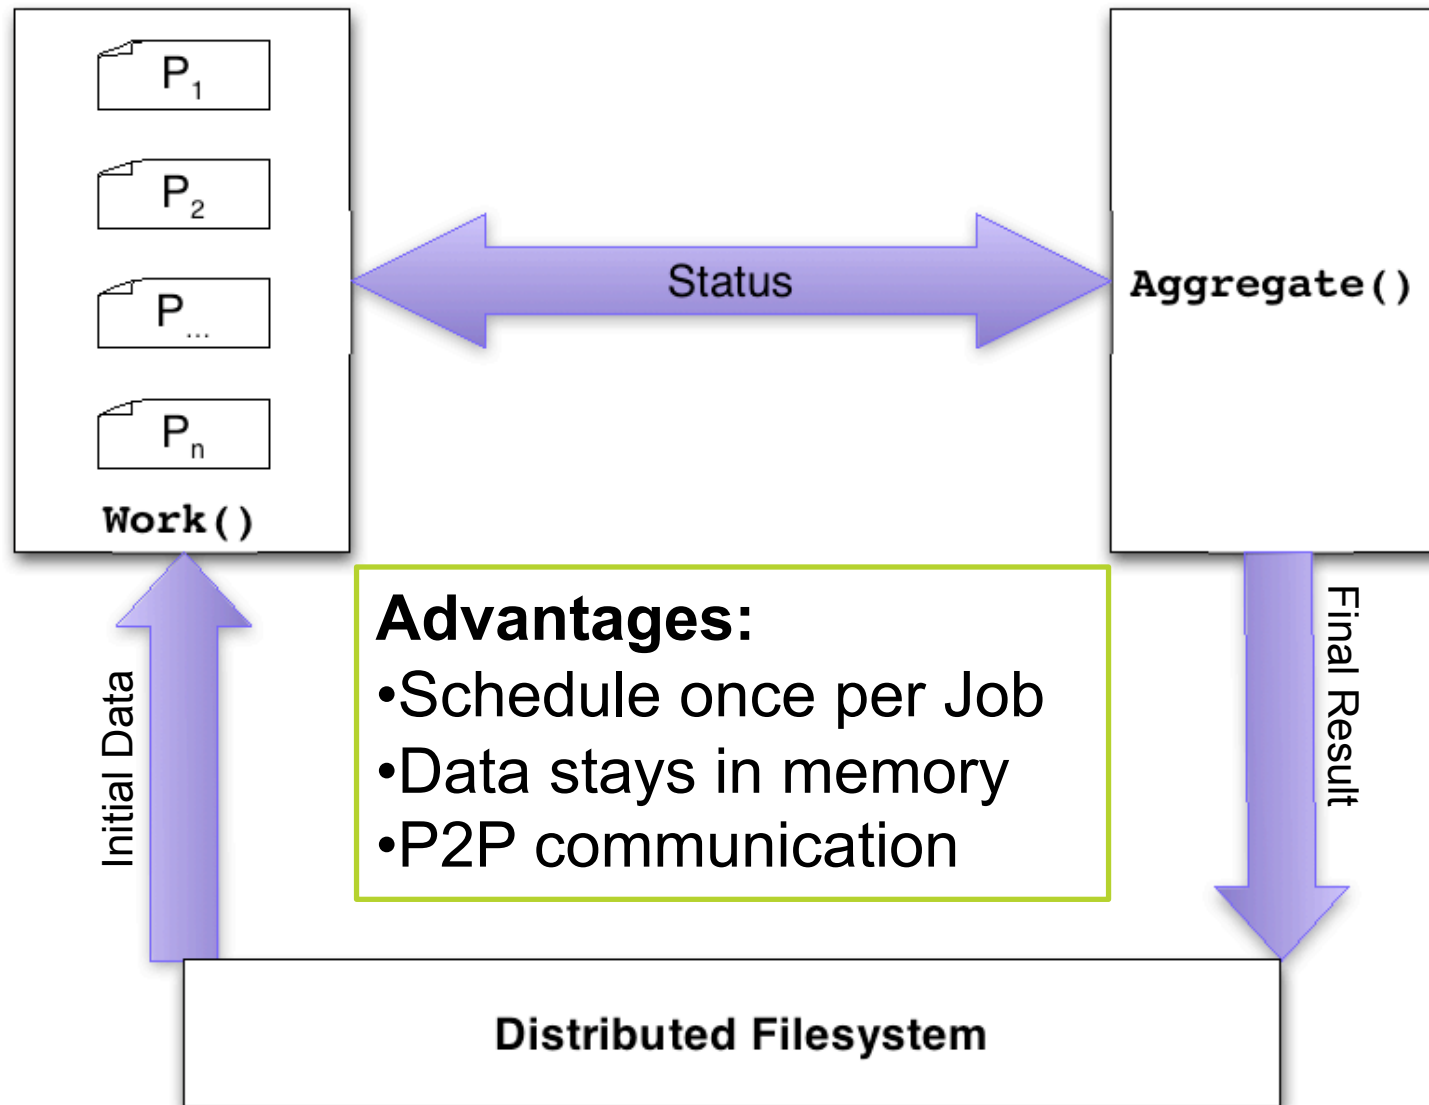 P1
P2
P...
Pn
Work()
Status
Aggregate()
Initial Data
Advantages:
•Schedule once per Job
•Data stays in memory
•P2P communication
Final Result
Distributed Filesystem